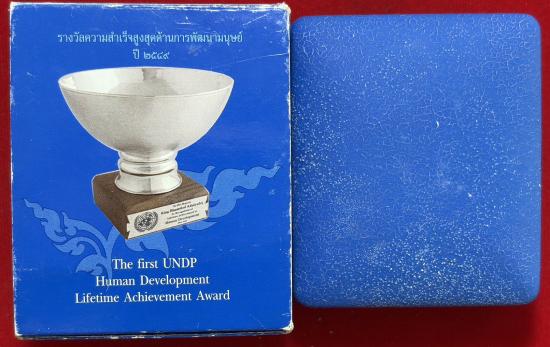 รางวัลความสำเร็จสูงสุดด้านการพัฒนามนุษย์
ปี ๒๕๔๙
The first UNDP
Human Development
Lifetime Achievement Award